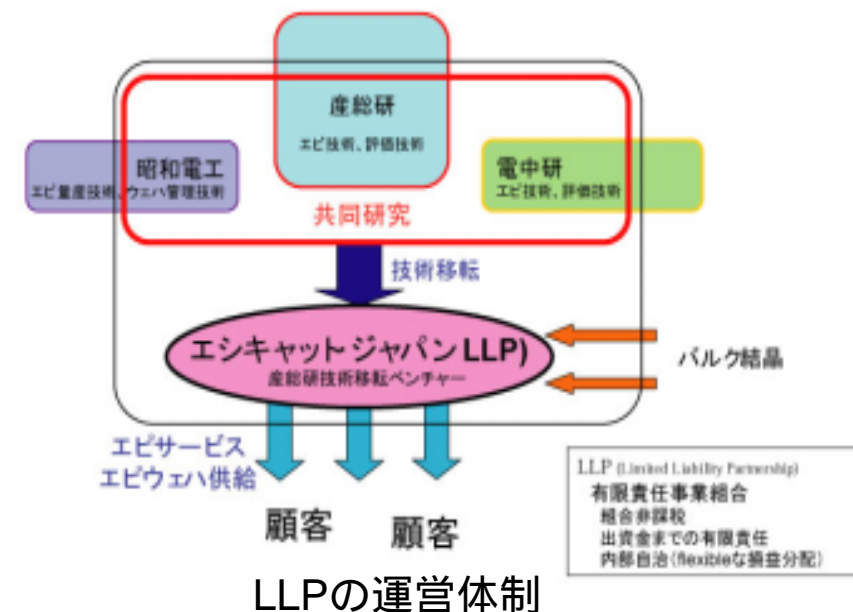 産総研
エピ技術、評価技術
昭和電工
エピ量産技術、ウェハ管理技術
電中研
エピ技術、評価技術
共同研究
技術移転
エシキャットジャパンLLP)
産総研技術移転ベンチャー
バルク結晶
エピサービス
エピウェハ供給
顧客
顧客
LLP (Limited Liability Partnership)
有限責任事業組合
組合非課税
出資金までの有限責任
内部自治(flexibleな損益分配)
LLPの運営体制